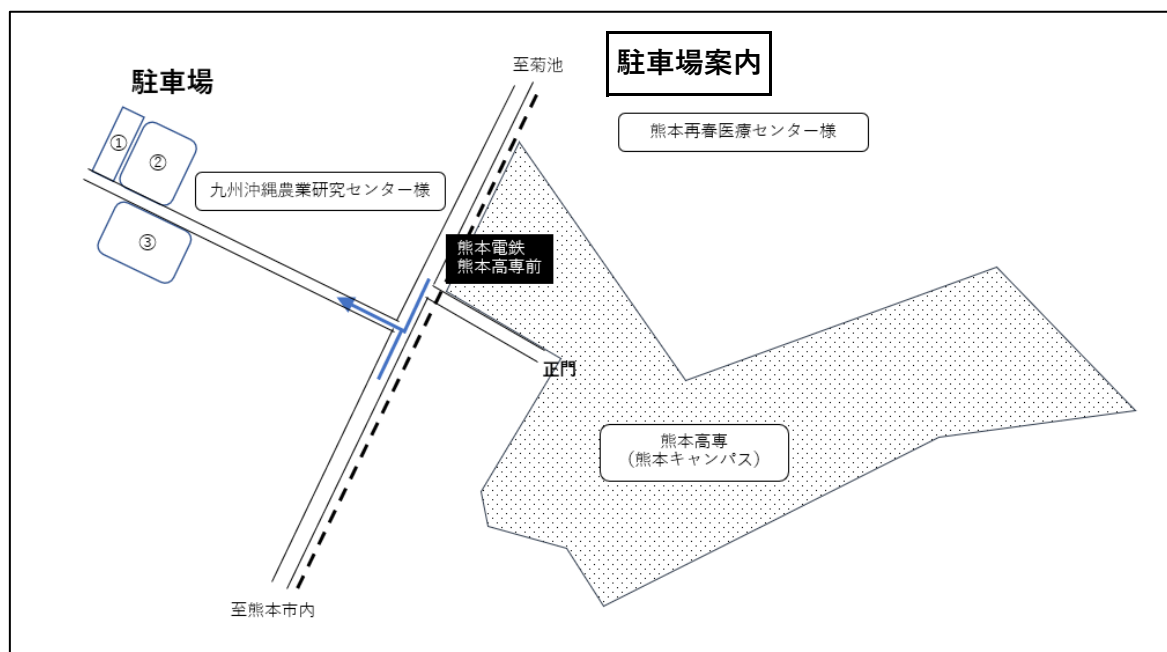 駐車場案内
至菊池
駐車場
熊本再春医療センター様
①
②
九州沖縄農業研究センター様
③
熊本電鉄
熊本高専前
正門
熊本高専
（熊本キャンパス）
至熊本市内